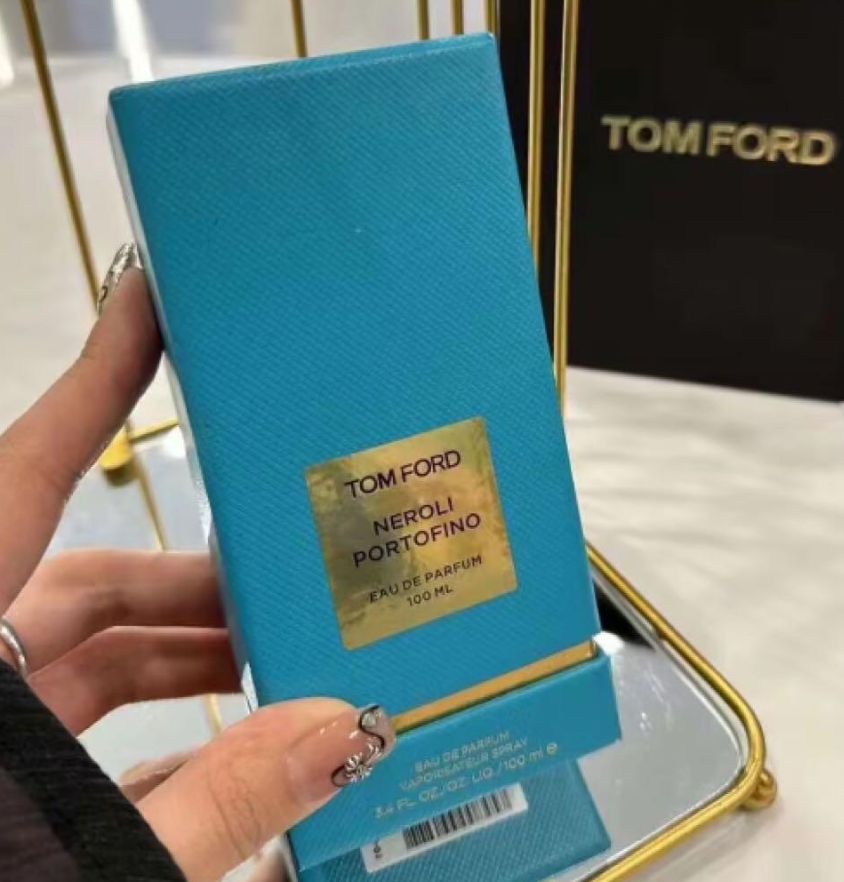 TOM FORD
TOM FORD
NEROLI
PORTOFINO
EAU DE PARFUM
100 ML
EAU DE PARFUM
VAPORISATEUR SPRAY
3.4 FL OZ/OZ. LIQ./100 ml ℮